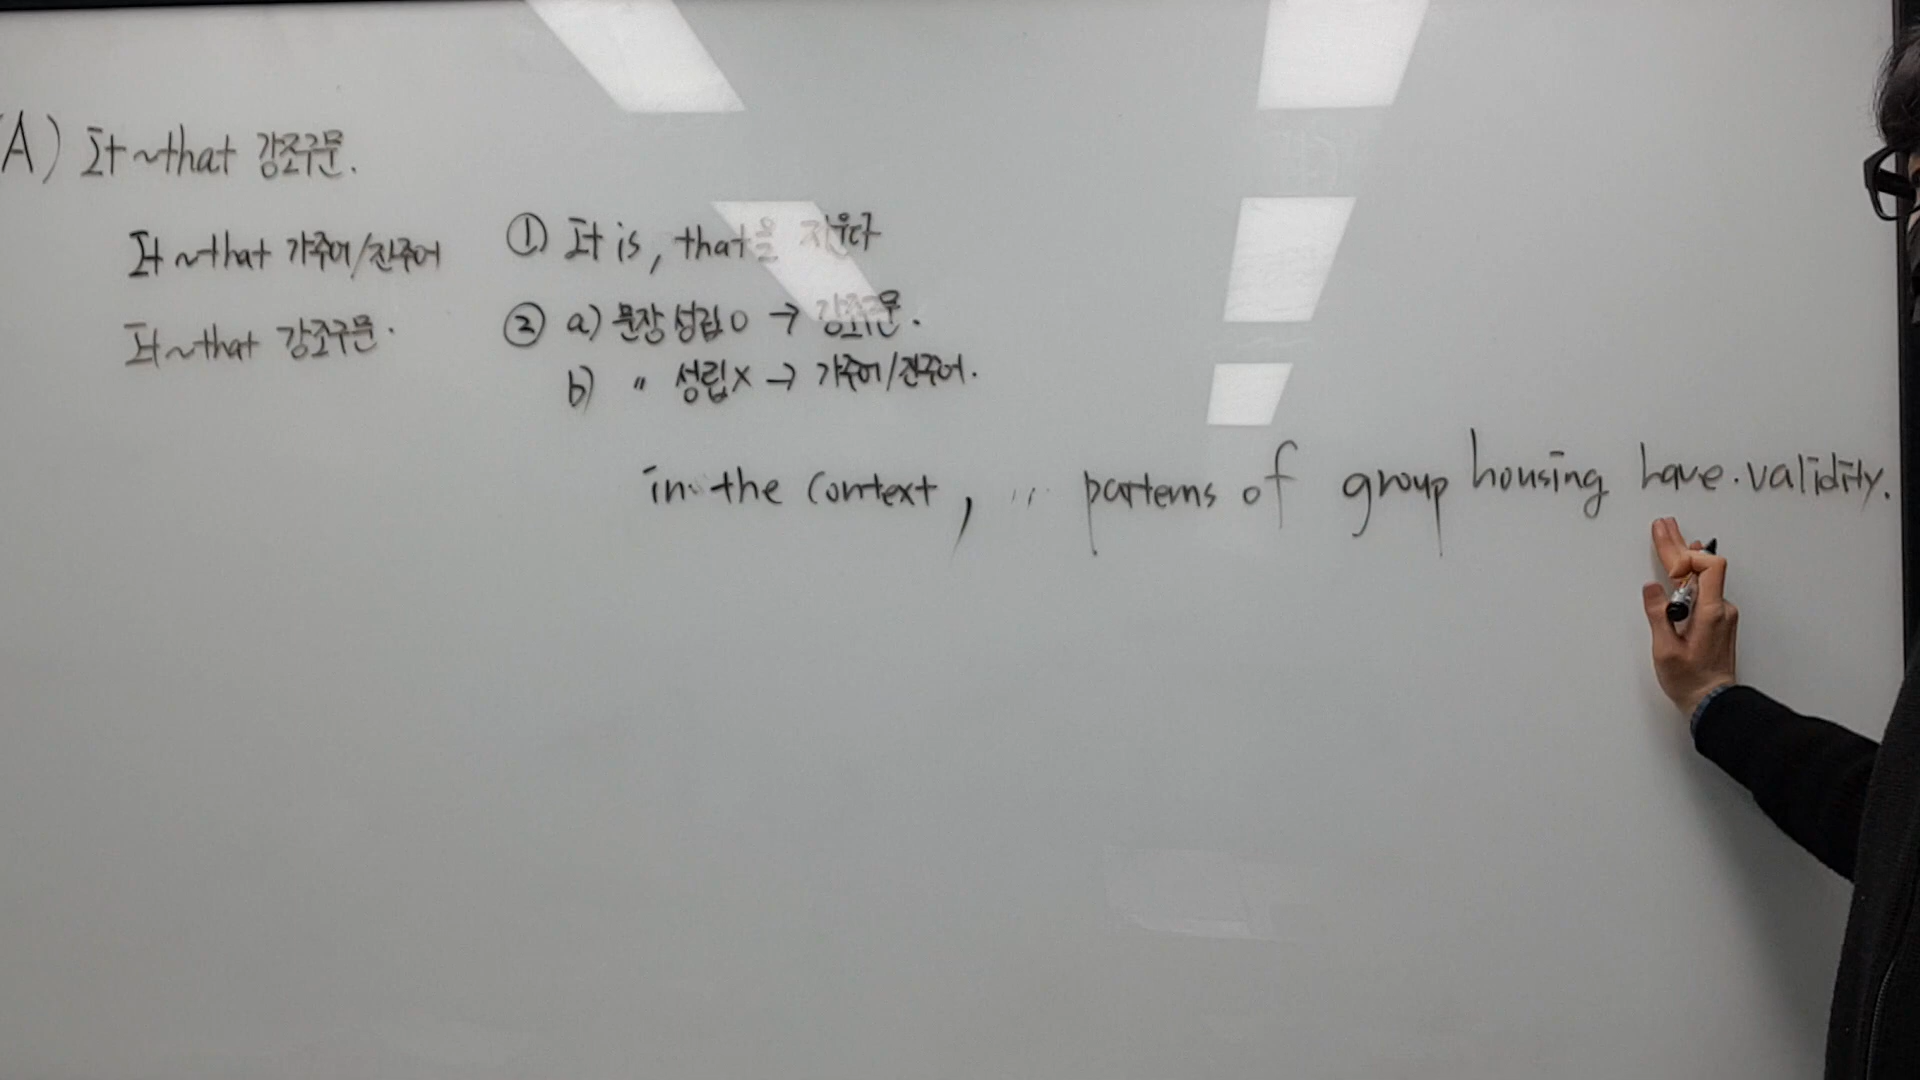 (A) It ~that 강조구문.
It ~that 가주어/진주어
It ~that 강조구문.
① It is, that을 지운다
② a) 문장성립 O → 강조구문.
b) " 성립 X → 가주어/진주어.
in the context, " patterns of group housing have validity.